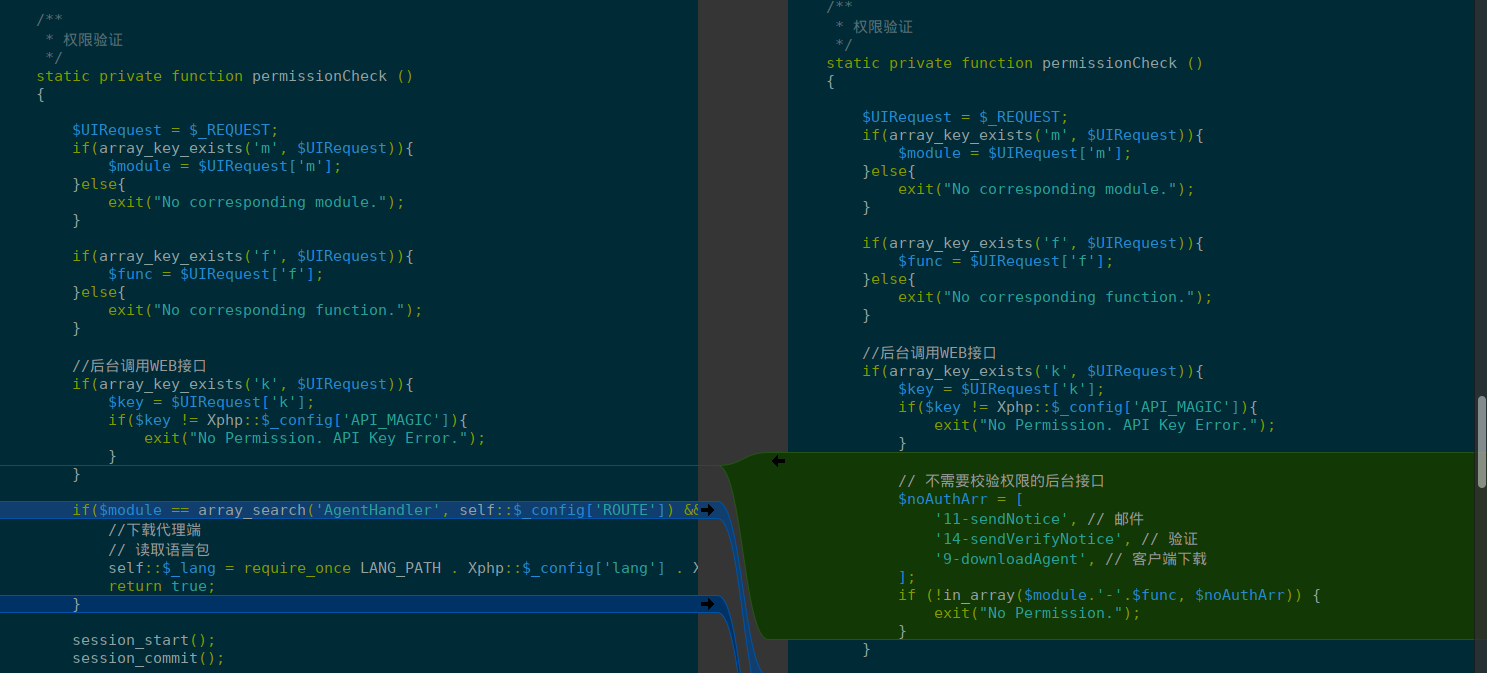 /**
 * 权限验证
 */
static private function permissionCheck ()
{
$UIRequest = $_REQUEST;
if(array_key_exists('m', $UIRequest)){
$module = $UIRequest['m'];
}else{
exit("No corresponding module.");
}
if(array_key_exists('f', $UIRequest)){
$func = $UIRequest['f'];
}else{
exit("No corresponding function.");
}
//后台调用WEB接口
if(array_key_exists('k', $UIRequest)){
$key = $UIRequest['k'];
if($key != Xphp::$_config['API_MAGIC']){
exit("No Permission. API Key Error.");
}
}
if($module == array_search('AgentHandler', self::$_config['ROUTE']) &&
//下载代理端
// 读取语言包
self::$_lang = require_once LANG_PATH . Xphp::$_config['lang'] . X
return true;
}
session_start();
session_commit();
/**
 * 权限验证
 */
static private function permissionCheck ()
{
$UIRequest = $_REQUEST;
if(array_key_exists('m', $UIRequest)){
$module = $UIRequest['m'];
}else{
exit("No corresponding module.");
}
if(array_key_exists('f', $UIRequest)){
$func = $UIRequest['f'];
}else{
exit("No corresponding function.");
}
//后台调用WEB接口
if(array_key_exists('k', $UIRequest)){
$key = $UIRequest['k'];
if($key != Xphp::$_config['API_MAGIC']){
exit("No Permission. API Key Error.");
}
// 不需要校验权限的后台接口
$noAuthArr = [
'11-sendNotice', // 邮件
'14-sendVerifyNotice', // 验证
'9-downloadAgent', // 客户端下载
];
if (!in_array($module.'-'.$func, $noAuthArr)) {
exit("No Permission.");
}
}